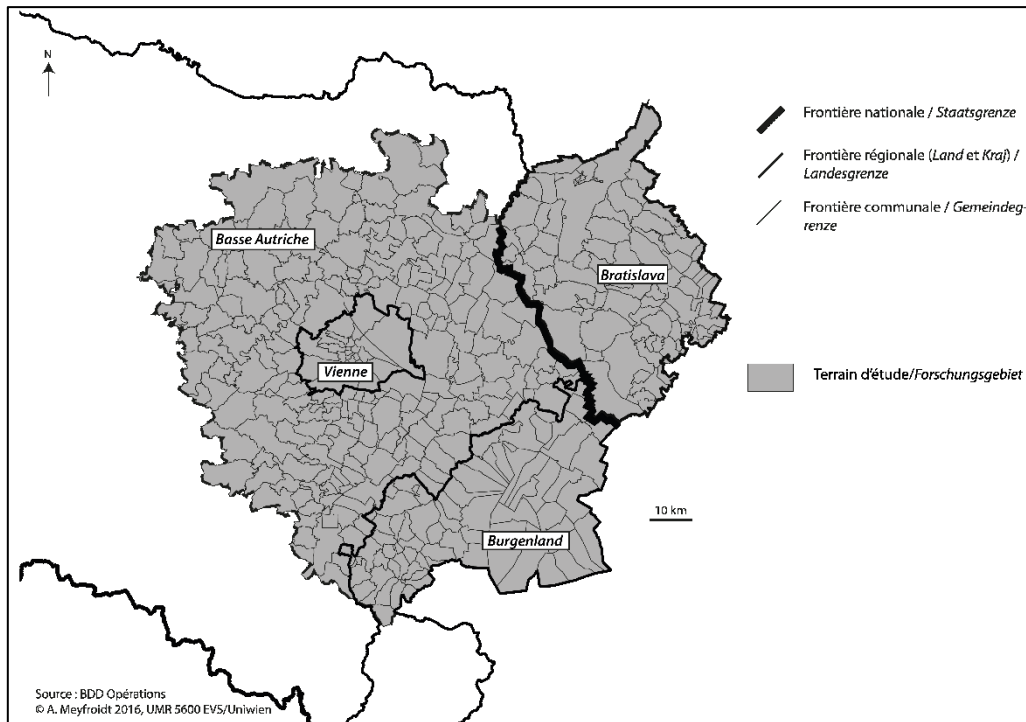 N
Frontière nationale / Staatsgrenze
Frontière régionale (Land et Kraj) /
Landesgrenze
Frontière communale / Gemeindeg-
renze
Basse Autriche
Bratislava
Vienne
Terrain d'étude/Forschungsgebiet
10 km
Burgenland
Source : BDD Opérations
© A. Meyfroidt 2016, UMR 5600 EVS/Uniwien